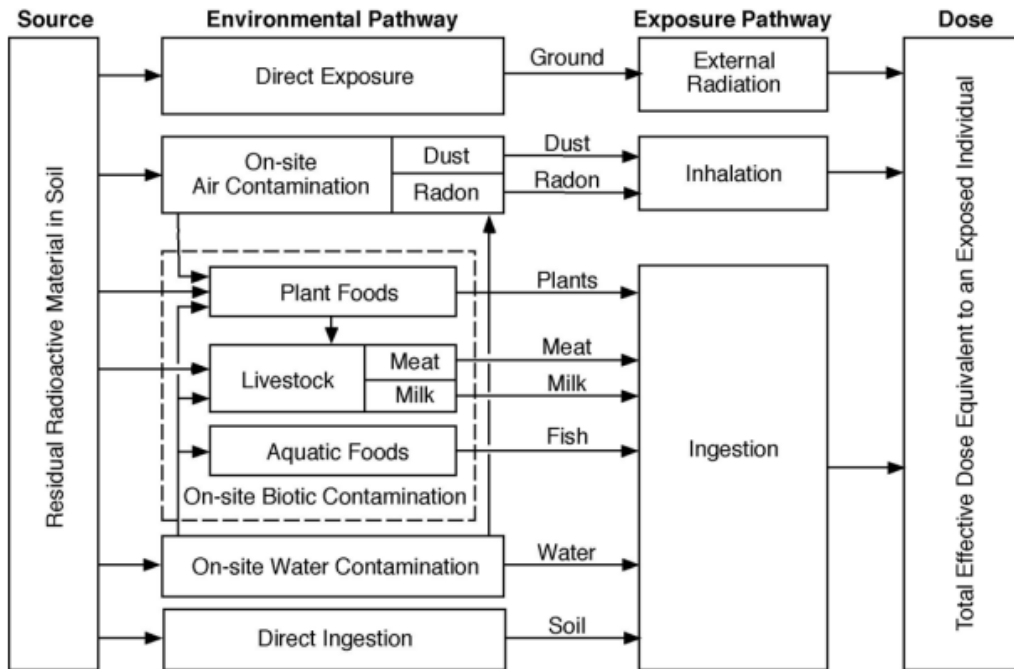 Source
Environmental Pathway
Exposure Pathway
Dose
Residual Radioactive Material in Soil
Direct Exposure
Ground
External
Radiation
On-site
Air Contamination
Dust
Radon
Dust
Radon
Inhalation
Plant Foods
Plants
Livestock
Meat
Milk
Meat
Milk
Aquatic Foods
Fish
On-site Biotic Contamination
Ingestion
On-site Water Contamination
Water
Direct Ingestion
Soil
Total Effective Dose Equivalent to an Exposed Individual